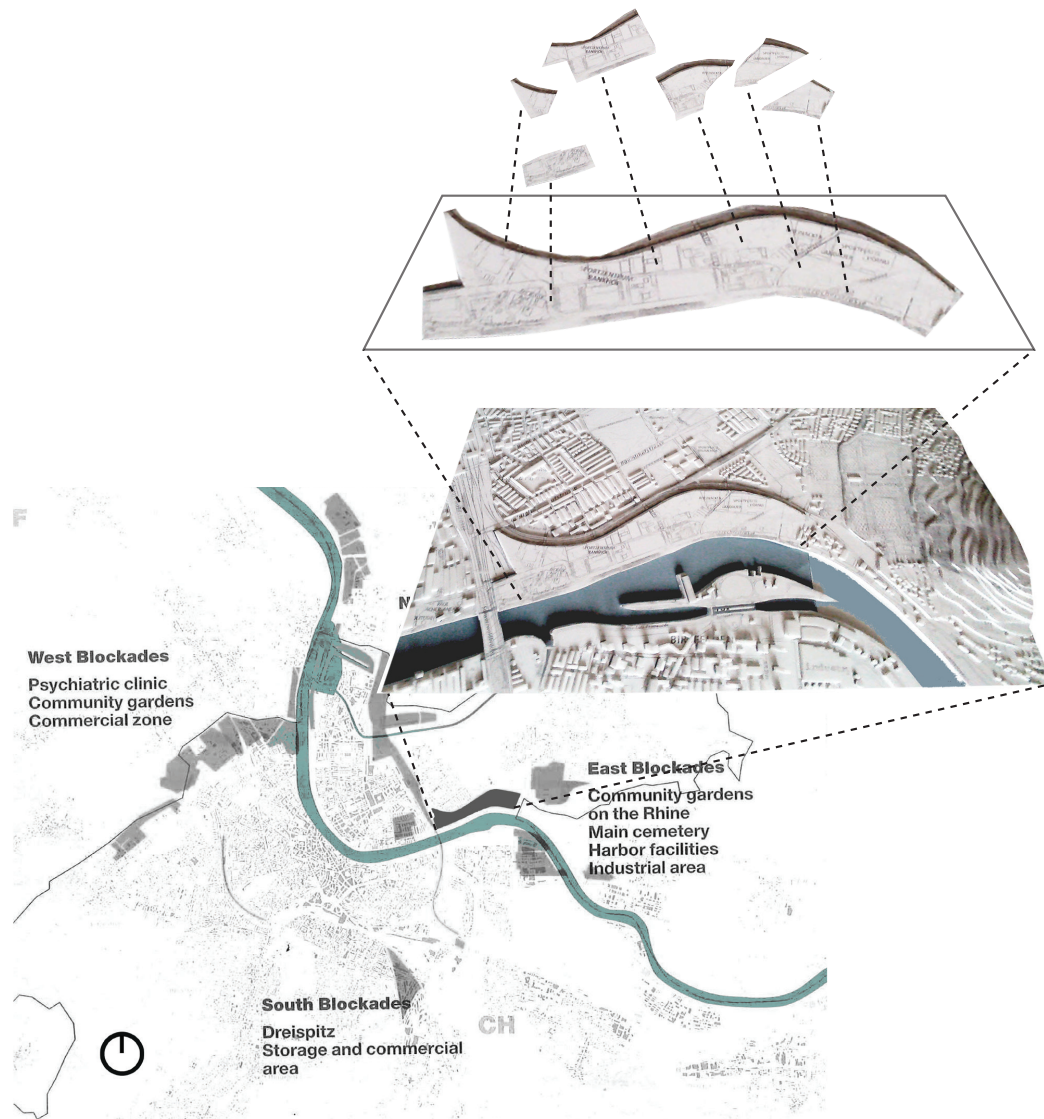 F
N
West Blockades
Psychiatric clinic
Community gardens
Commercial zone
East Blockades
Community gardens
on the Rhine
Main cemetery
Harbor facilities
Industrial area
South Blockades
Dreispitz
Storage and commercial
area
CH